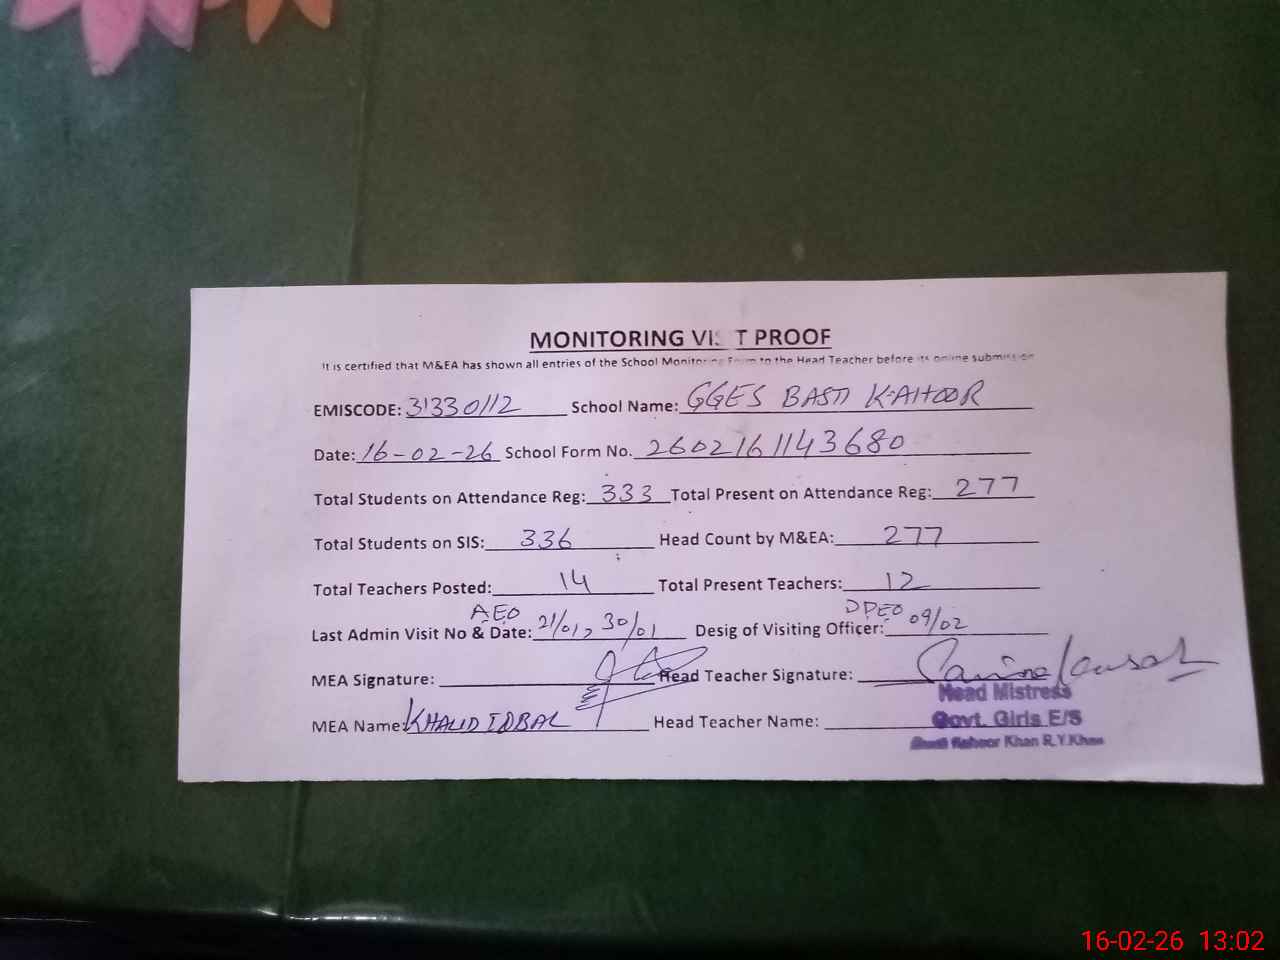 MONITORING VISIT PROOF
It is certified that M&EA has shown all entries of the School Monitoring Form to the Head Teacher before its online submission
EMISCODE: 31330112 School Name: GGES BASTI KAHOOR
Date: 16-02-26 School Form No. 2602161143680
Total Students on Attendance Reg: 333 Total Present on Attendance Reg: 277
Total Students on SIS: 336 Head Count by M&EA: 277
Total Teachers Posted: 14 Total Present Teachers: 12
AEO DDEO
Last Admin Visit No & Date: 21/01, 30/01 Desig of Visiting Officer: 09/02
MEA Signature: Head Teacher Signature:
Head Mistress
MEA Name: KHALID IQBAL Head Teacher Name: Govt. Girls E/S
Basti Kahoor Khan R.Y.Khan
16-02-26 13:02